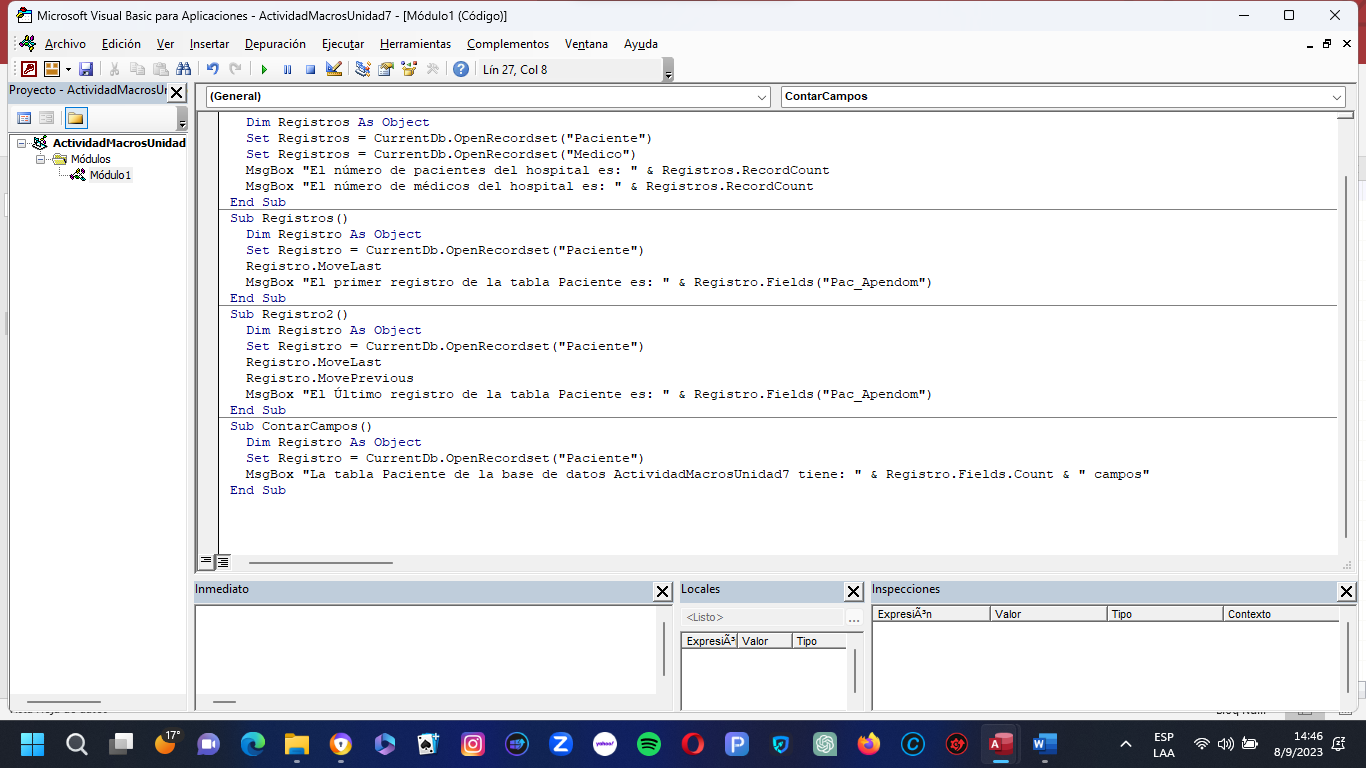 Microsoft Visual Basic para Aplicaciones - ActividadMacrosUnidad7 - [Módulo1 (Código)]
Archivo Edición Ver Insertar Depuración Ejecutar Herramientas Complementos Ventana Ayuda
Lín 27, Col 8
Proyecto - ActividadMacrosUn
(General) ContarCampos
ActividadMacrosUnidad
Módulos
Módulo1
Dim Registros As Object
Set Registros = CurrentDb.OpenRecordset("Paciente")
Set Registros = CurrentDb.OpenRecordset("Medico")
MsgBox "El número de pacientes del hospital es: " & Registros.RecordCount
MsgBox "El número de médicos del hospital es: " & Registros.RecordCount
End Sub
Sub Registros()
Dim Registro As Object
Set Registro = CurrentDb.OpenRecordset("Paciente")
Registro.MoveLast
MsgBox "El primer registro de la tabla Paciente es: " & Registro.Fields("Pac_Apendom")
End Sub
Sub Registro2()
Dim Registro As Object
Set Registro = CurrentDb.OpenRecordset("Paciente")
Registro.MoveLast
Registro.MovePrevious
MsgBox "El Último registro de la tabla Paciente es: " & Registro.Fields("Pac_Apendom")
End Sub
Sub ContarCampos()
Dim Registro As Object
Set Registro = CurrentDb.OpenRecordset("Paciente")
MsgBox "La tabla Paciente de la base de datos ActividadMacrosUnidad7 tiene: " & Registro.Fields.Count & " campos"
End Sub
Inmediato
Locales
<Listo>
...
ExpresiÃ³ Valor Tipo
Inspecciones
ExpresiÃ³n Valor Tipo Contexto
17°
yahoo!
ESP
LAA
14:46
8/9/2023